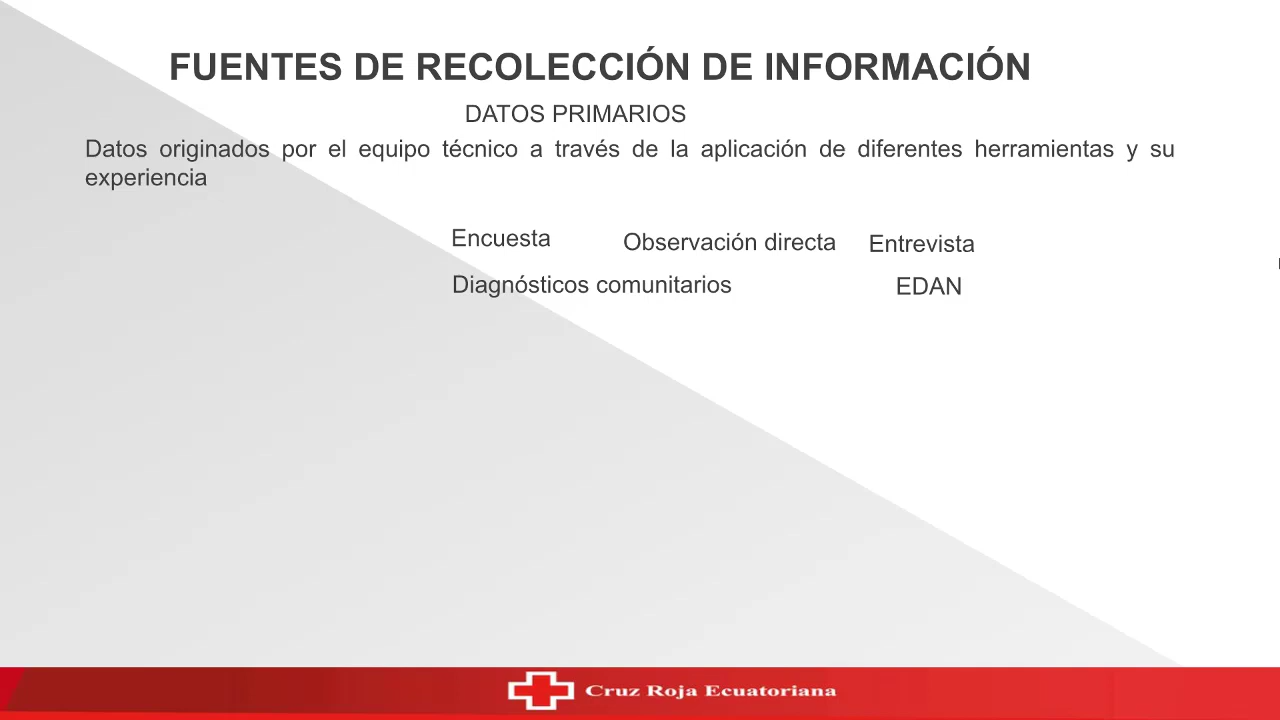 FUENTES DE RECOLECCIÓN DE INFORMACIÓN
DATOS PRIMARIOS
Datos originados por el equipo técnico a través de la aplicación de diferentes herramientas y su
experiencia
Encuesta Observación directa Entrevista
Diagnósticos comunitarios EDAN
Cruz Roja Ecuatoriana